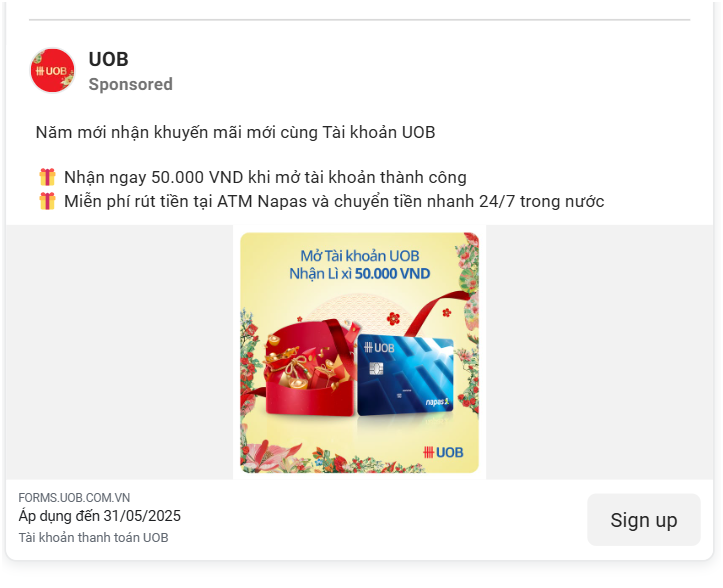 UOB
UOB
Sponsored
Năm mới nhận khuyến mãi mới cùng Tài khoản UOB
Nhận ngay 50.000 VND khi mở tài khoản thành công
Miễn phí rút tiền tại ATM Napas và chuyển tiền nhanh 24/7 trong nước
Mở Tài khoản UOB
Nhận Lì xì 50.000 VND
UOB
napas
UOB
FORMS.UOB.COM.VN
Áp dụng đến 31/05/2025
Tài khoản thanh toán UOB
Sign up